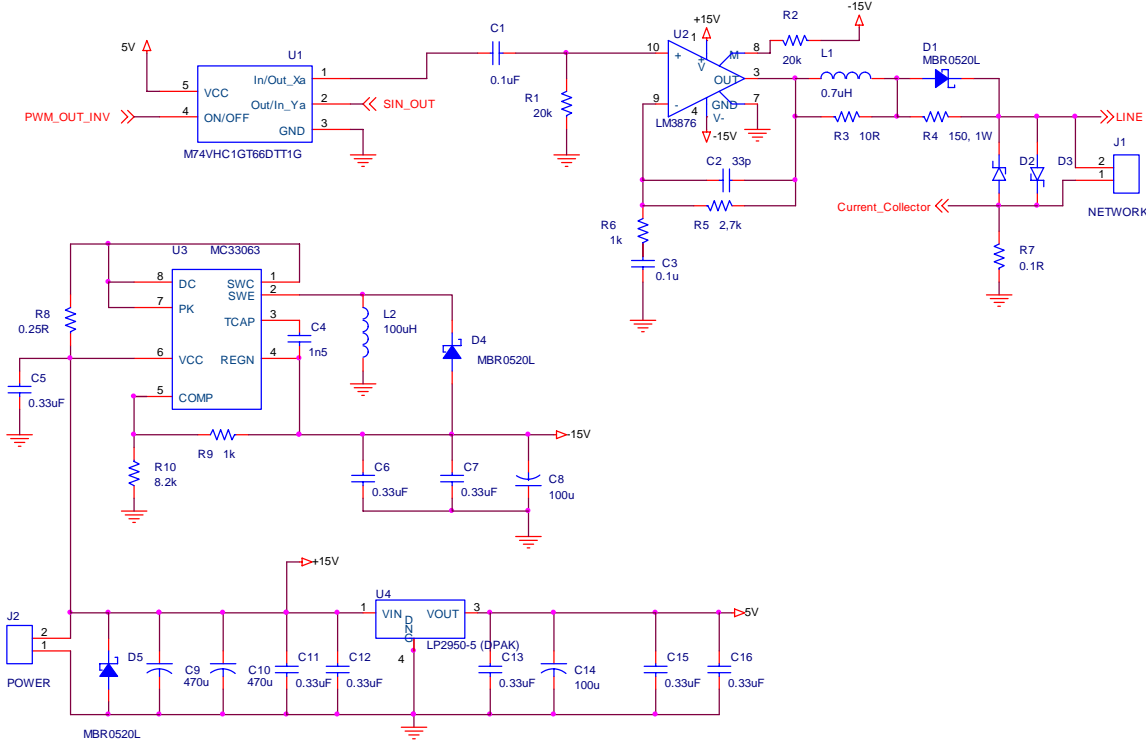 5V
U1
5
VCC
4
ON/OFF
In/Out_Xa
1
Out/In_Ya
2
GND
3
M74VHC1GT66DTT1G
PWM_OUT_INV
SIN_OUT
C1
0.1uF
R1
20k
+15V
U2
1
10
+
V
+
M
8
OUT
3
9
-
GND
7
4
V-
LM3876
-15V
R2
20k
-15V
L1
0.7uH
D1
MBR0520L
R3 10R
R4 150, 1W
LINE
C2 33p
R5 2,7k
R6
1k
C3
0.1u
D2
D3
J1
2
1
NETWORK
Current_Collector
R7
0.1R
U3 MC33063
8
DC
7
PK
6
VCC
5
COMP
SWC
1
SWE
2
TCAP
3
REGN
4
R8
0.25R
C5
0.33uF
C4
1n5
L2
100uH
D4
MBR0520L
R9 1k
-15V
R10
8.2k
C6
0.33uF
C7
0.33uF
C8
100u
+15V
J2
2
1
POWER
D5
MBR0520L
C9
470u
C10
470u
C11
0.33uF
C12
0.33uF
U4
1
VIN
GND
VOUT
3
4
LP2950-5 (DPAK)
5V
C13
0.33uF
C14
100u
C15
0.33uF
C16
0.33uF